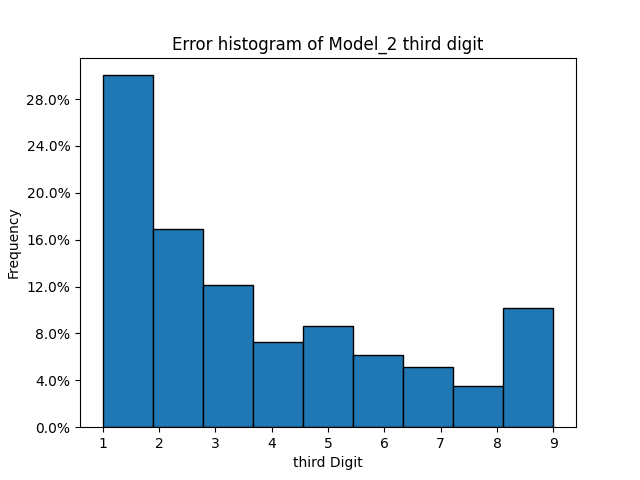 Error histogram of Model_2 third digit
Frequency
28.0%
24.0%
20.0%
16.0%
12.0%
8.0%
4.0%
0.0%
1 2 3 4 5 6 7 8 9
third Digit